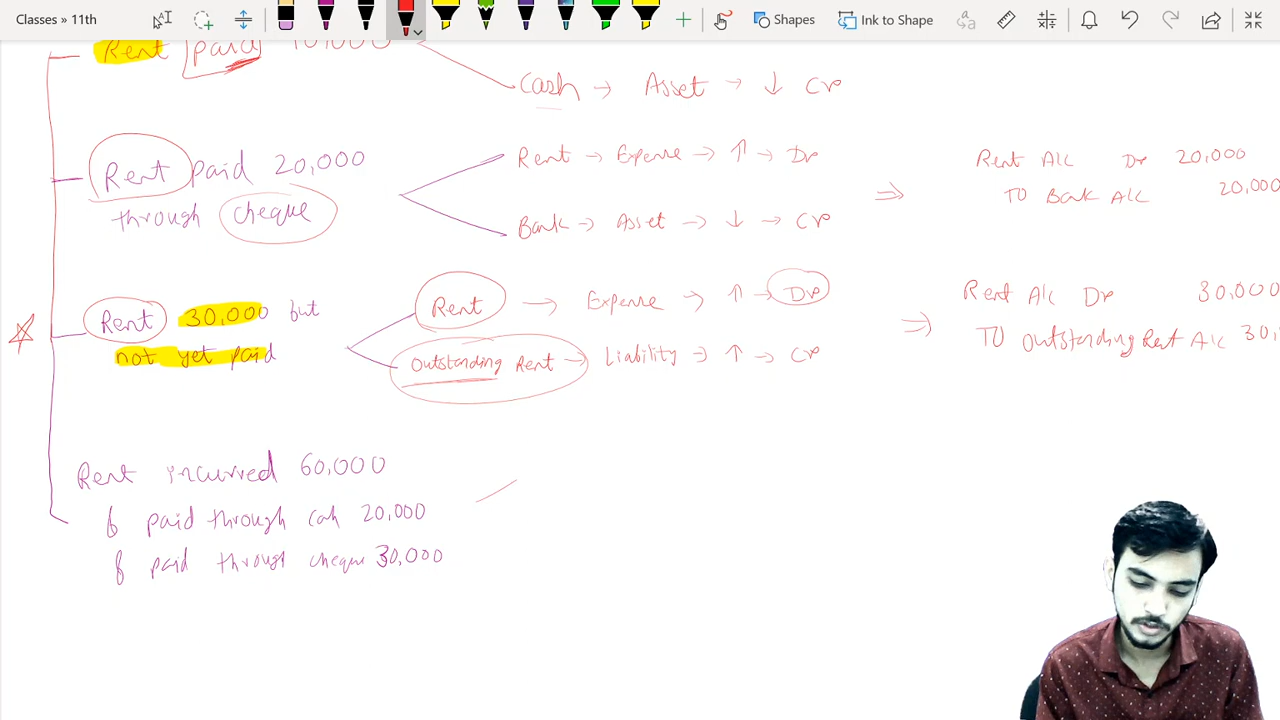 Classes » 11th
Shapes
Ink to Shape
Rent paid 10,000
Cash → Asset → ↓ Cr
Rent paid 20,000
through cheque
Rent → Expense → ↑ → Dr
Bank → Asset → ↓ → Cr
⇒
Rent A/c Dr 20,000
TO Bank A/c 20,000
Rent 30,000 but
not yet paid
Rent → Expense → ↑ → Dr
Outstanding Rent → Liability → ↑ → Cr
⇒
Rent A/c Dr 30,000
TO Outstanding Rent A/c 30,
Rent incurred 60,000
& paid through cah 20,000
& paid through cheque 30,000